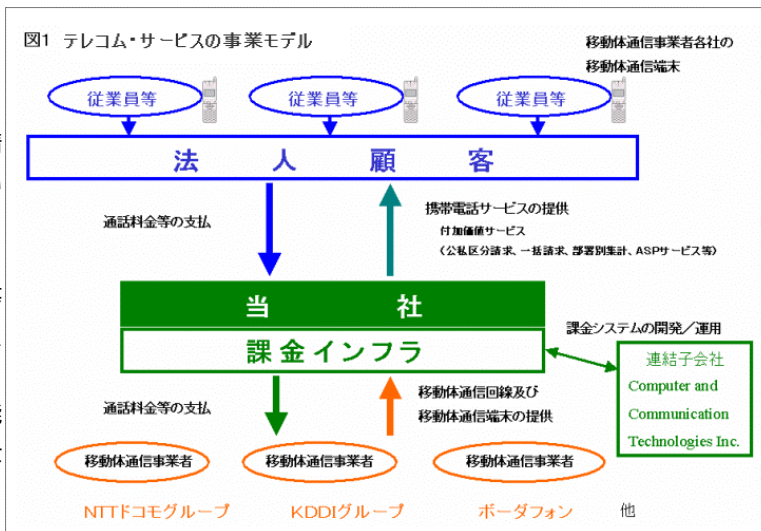 図1 テレコム・サービスの事業モデル
移動体通信事業者各社の
移動体通信端末
従業員等
従業員等
従業員等
法人顧客
通話料金等の支払
携帯電話サービスの提供
付加価値サービス
(公私区分請求、一括請求、部署別集計、ASPサービス等)
当社
課金インフラ
課金システムの開発/運用
連結子会社
Computer and
Communication
Technologies Inc.
通話料金等の支払
移動体通信回線及び
移動体通信端末の提供
移動体通信事業者
移動体通信事業者
移動体通信事業者
NTTドコモグループ
KDDIグループ
ボーダフォン
他